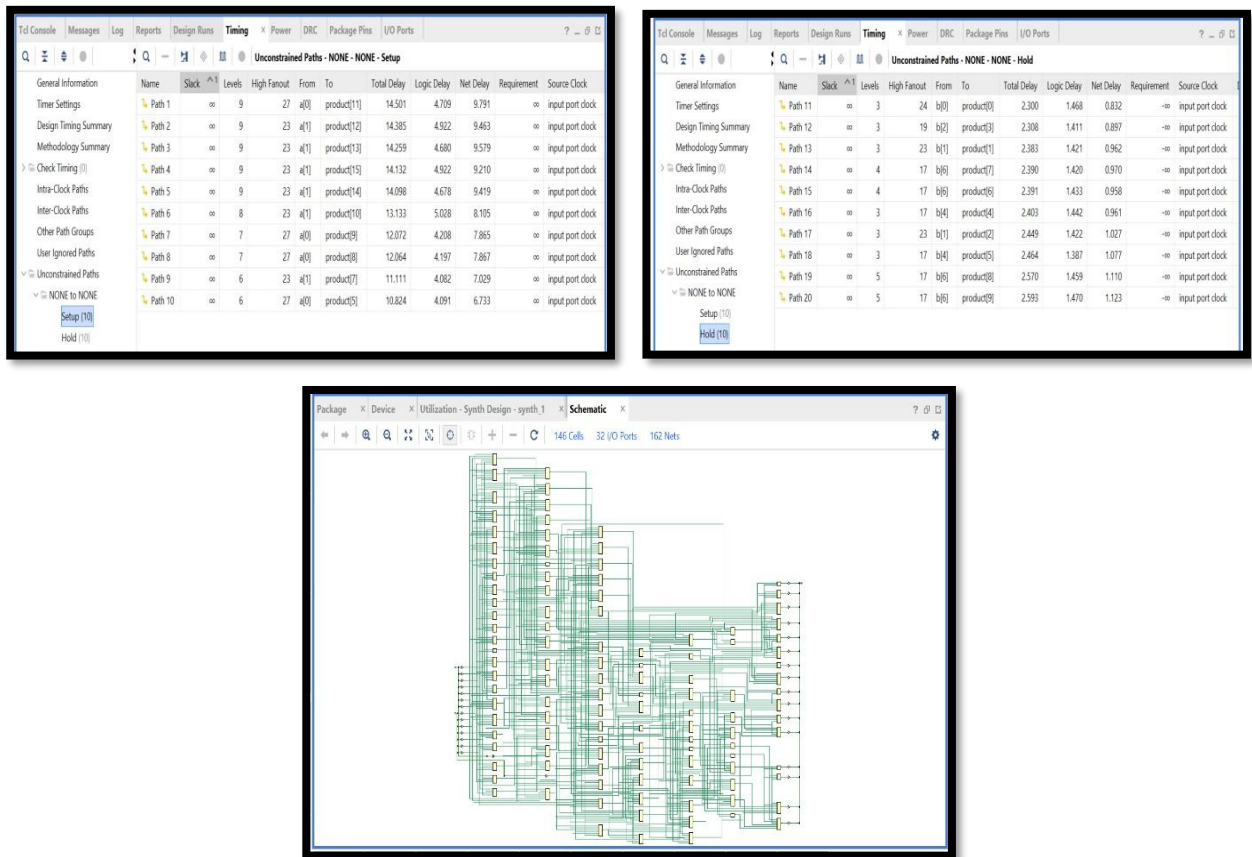 Tcl Console Messages Log Reports Design Runs Timing × Power DRC Package Pins I/O Ports ? _
Unconstrained Paths - NONE - NONE - Setup
General Information
Timer Settings
Design Timing Summary
Methodology Summary
Check Timing (0)
Intra-Clock Paths
Inter-Clock Paths
Other Path Groups
User Ignored Paths
Unconstrained Paths
NONE to NONE
Setup (10)
Hold (10)
Name Slack ^1 Levels High Fanout From To Total Delay Logic Delay Net Delay Requirement Source Clock
Path 1 ∞ 9 27 a[0] product[11] 14.501 4.709 9.791 ∞ input port clock
Path 2 ∞ 9 23 a[1] product[12] 14.385 4.922 9.463 ∞ input port clock
Path 3 ∞ 9 23 a[1] product[13] 14.259 4.680 9.579 ∞ input port clock
Path 4 ∞ 9 23 a[1] product[15] 14.132 4.922 9.210 ∞ input port clock
Path 5 ∞ 9 23 a[1] product[14] 14.098 4.678 9.419 ∞ input port clock
Path 6 ∞ 8 23 a[1] product[10] 13.133 5.028 8.105 ∞ input port clock
Path 7 ∞ 7 27 a[0] product[9] 12.072 4.208 7.865 ∞ input port clock
Path 8 ∞ 7 27 a[0] product[8] 12.064 4.197 7.867 ∞ input port clock
Path 9 ∞ 6 23 a[1] product[7] 11.111 4.082 7.029 ∞ input port clock
Path 10 ∞ 6 27 a[0] product[5] 10.824 4.091 6.733 ∞ input port clock
Tcl Console Messages Log Reports Design Runs Timing × Power DRC Package Pins I/O Ports ? _
Unconstrained Paths - NONE - NONE - Hold
General Information
Timer Settings
Design Timing Summary
Methodology Summary
Check Timing (0)
Intra-Clock Paths
Inter-Clock Paths
Other Path Groups
User Ignored Paths
Unconstrained Paths
NONE to NONE
Setup (10)
Hold (10)
Name Slack ^1 Levels High Fanout From To Total Delay Logic Delay Net Delay Requirement Source Clock
Path 11 ∞ 3 24 b[0] product[0] 2.300 1.468 0.832 -∞ input port clock
Path 12 ∞ 3 19 b[2] product[3] 2.308 1.411 0.897 -∞ input port clock
Path 13 ∞ 3 23 b[1] product[1] 2.383 1.421 0.962 -∞ input port clock
Path 14 ∞ 4 17 b[6] product[7] 2.390 1.420 0.970 -∞ input port clock
Path 15 ∞ 4 17 b[6] product[6] 2.391 1.433 0.958 -∞ input port clock
Path 16 ∞ 3 17 b[4] product[4] 2.403 1.442 0.961 -∞ input port clock
Path 17 ∞ 3 23 b[1] product[2] 2.449 1.422 1.027 -∞ input port clock
Path 18 ∞ 3 17 b[4] product[5] 2.464 1.387 1.077 -∞ input port clock
Path 19 ∞ 5 17 b[6] product[8] 2.570 1.459 1.110 -∞ input port clock
Path 20 ∞ 5 17 b[6] product[9] 2.593 1.470 1.123 -∞ input port clock
Package × Device × Utilization - Synth Design - synth_1 × Schematic × ?
146 Cells 32 I/O Ports 162 Nets